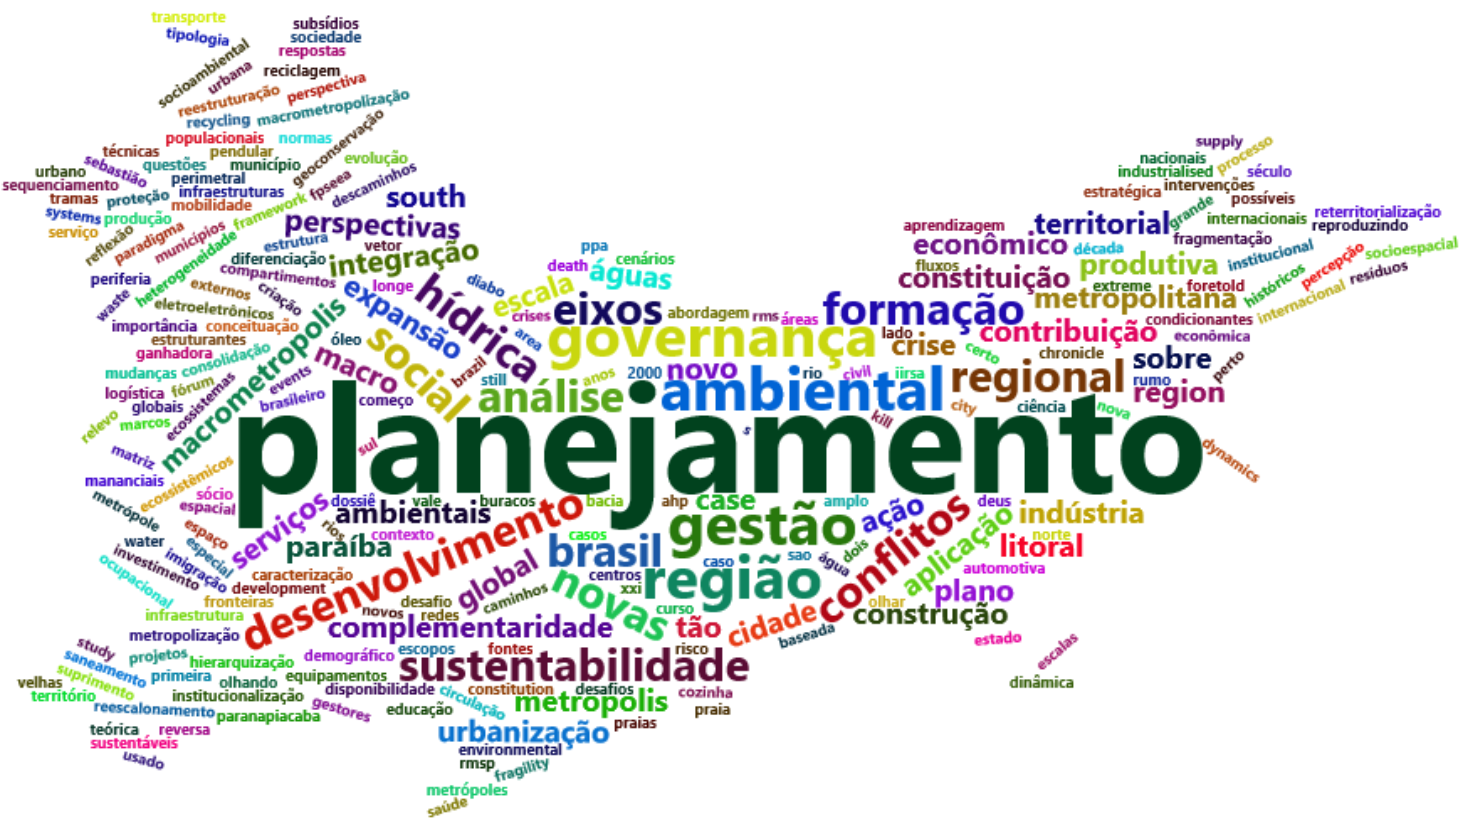 transporte
subsídios
tipologia
sociedade
respostas
socioambiental
urbana
reciclagem
reestruturação
perspectiva
recycling
macrometropolização
populacionais
normas
geoconservação
técnicas
pendular
evolução
sebastião
questões
município
urbano
perimetral
sequenciamento
infraestruturas
fpseea
descaminhos
tramas
proteção
mobilidade
framework
south
systems
produção
serviço
reflexão
paradigma
municípios
heterogeneidade
estrutura
perspectivas
vetor
diferenciação
integração
periferia
compartimentos
waste
externos
criação
longe
expansão
hídrica
diabo
eletroeletrônicos
importância
conceituação
estruturantes
óleo
ganhadora
consolidação
mudanças
fórum
events
macro
social
logística
ecossistemas
brasileiro
começo
globais
marcos
relevo
macrometropolis
matriz
sul
mananciais
ecossistêmicos
supply
processo
nacionais
industrialised
século
estratégica
intervenções
possíveis
grande
internacionais
reterritorialização
reproduzindo
aprendizagem
territorial
fragmentação
econômico
década
institucional
percepção
socioespacial
fluxos
produtiva
constituição
extreme
foretold
históricos
resíduos
metropolitana
internacional
formação
condicionantes
contribuição
econômica
ppa
cenários
death
águas
escala
crises
eixos
abordagem
rms
áreas
area
governança
lado
crise
certo
chronicle
sobre
perto
brazil
still
anos
2000
novo
rio
civil
iirsa
regional
rumo
region
análise
ambiental
city
ciência
nova
kill
s
planejamento
dynamics
metrópole
sócio
espacial
dossiê
vale
buracos
bacia
ahp
case
amplo
deus
ambientais
serviços
desenvolvimento
gestão
ação
conflitos
indústria
espaço
rios
contexto
casos
norte
water
especial
paraíba
brasil
caso
sao
água
dois
aplicação
litoral
investimento
imigração
caracterização
global
centros
região
automotiva
ocupacional
development
caminhos
xxi
plano
fronteiras
desafio
novas
olhar
infraestrutura
novos
redes
curso
construção
metropolização
complementaridade
tão
cidade
baseada
estado
escalas
study
projetos
hierarquização
demográfico
escopos
fontes
risco
saneamento
primeira
olhando
equipamentos
sustentabilidade
dinâmica
velhas
suprimento
território
institucionalização
disponibilidade
circulação
constitution
desafios
cozinha
reescalonamento
paranapiacaba
gestores
educação
metropolis
praia
teórica
reversa
urbanização
praias
sustentáveis
environmental
usado
rmsp
fragility
metrópoles
saúde